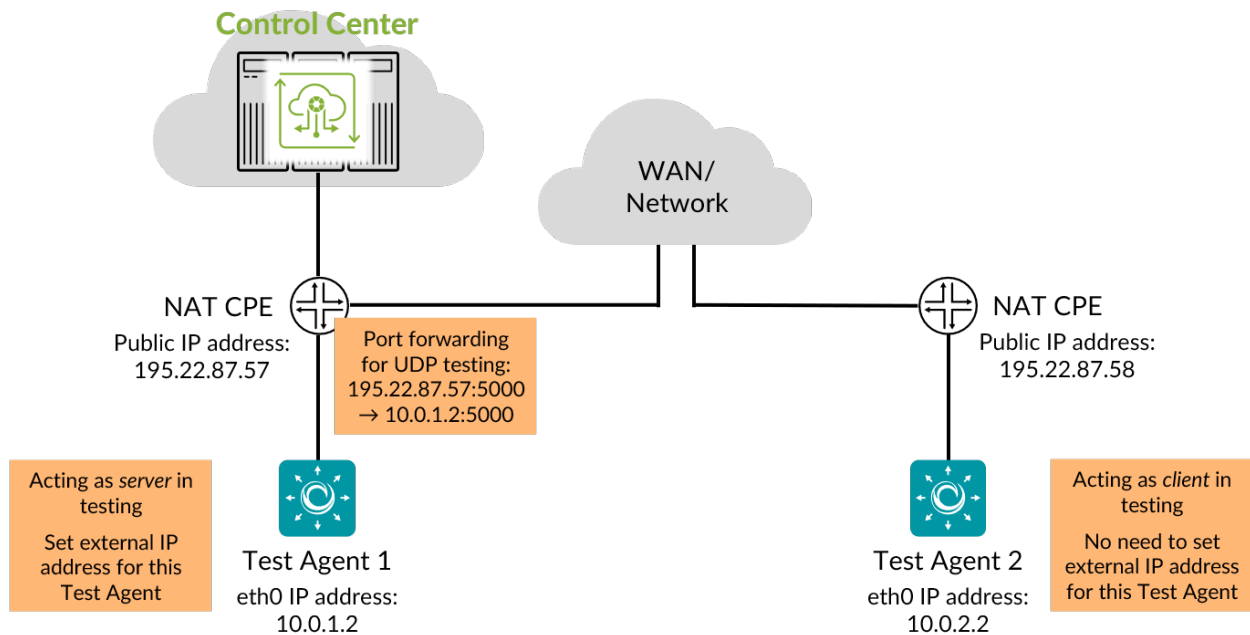 Control Center
WAN/
Network
NAT CPE
Public IP address:
195.22.87.57
Port forwarding
for UDP testing:
195.22.87.57:5000
→ 10.0.1.2:5000
NAT CPE
Public IP address:
195.22.87.58
Acting as server in
testing
Set external IP
address for this
Test Agent
Test Agent 1
eth0 IP address:
10.0.1.2
Test Agent 2
eth0 IP address:
10.0.2.2
Acting as client in
testing
No need to set
external IP address
for this Test Agent